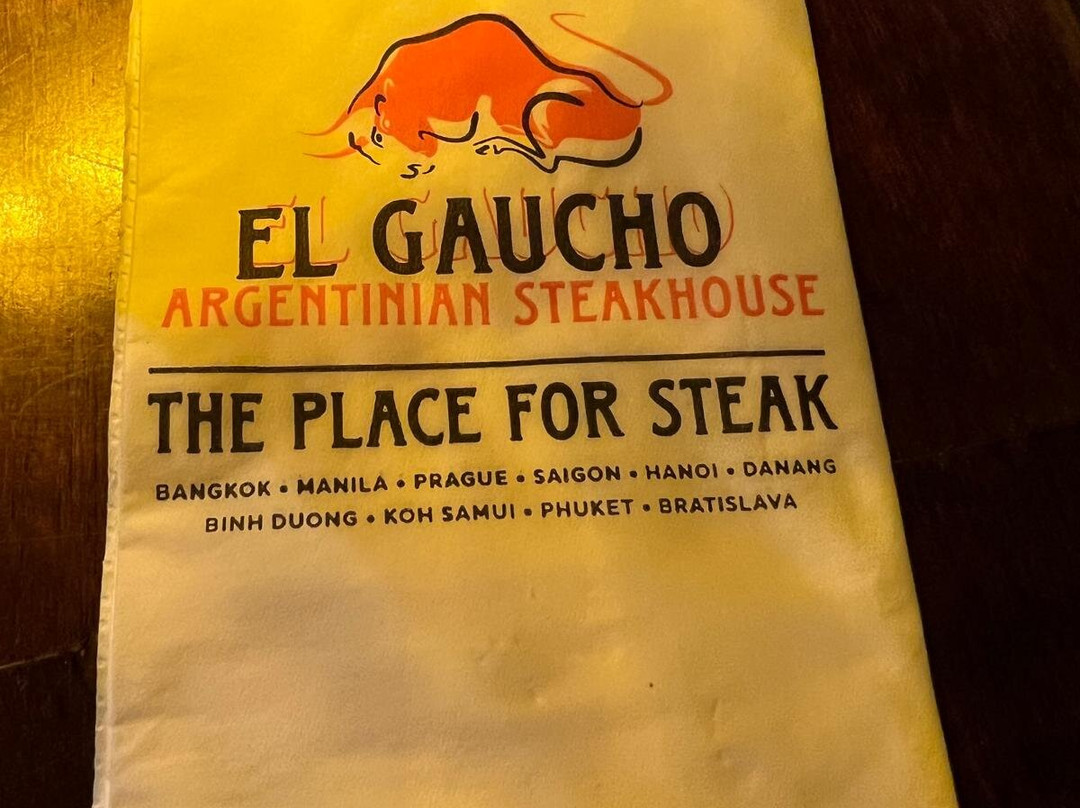 EL GAUCHO
ARGENTINIAN STEAKHOUSE
THE PLACE FOR STEAK
BANGKOK • MANILA • PRAGUE • SAIGON • HANOI • DANANG
BINH DUONG • KOH SAMUI • PHUKET • BRATISLAVA